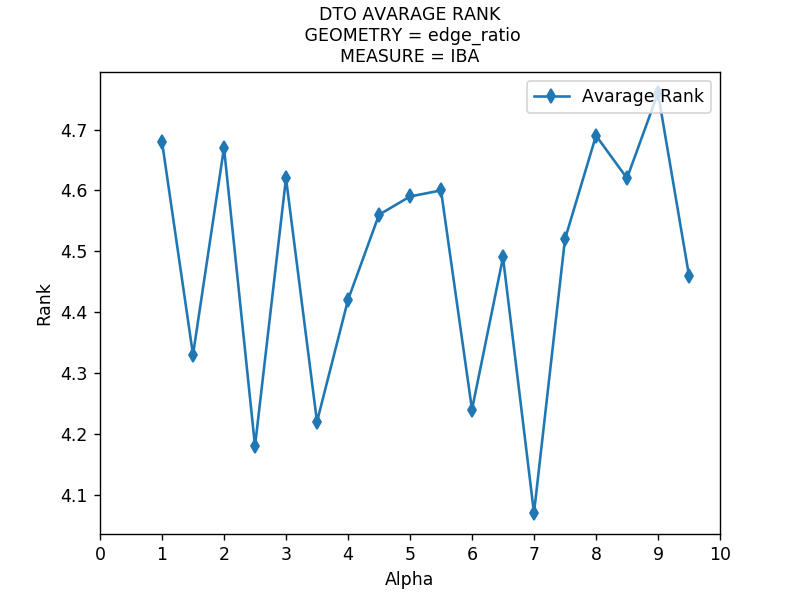 DTO AVARAGE RANK
GEOMETRY = edge_ratio
MEASURE = IBA
Avarage Rank
Rank
4.7
4.6
4.5
4.4
4.3
4.2
4.1
0 1 2 3 4 5 6 7 8 9 10
Alpha